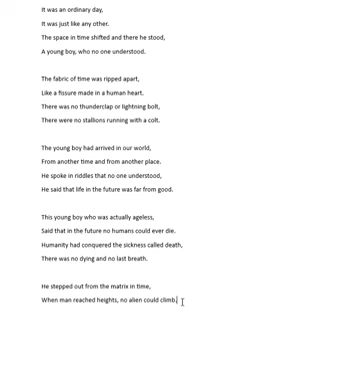 It was an ordinary day,
It was just like any other.
The space in time shifted and there he stood,
A young boy, who no one understood.
The fabric of time was ripped apart,
Like a fissure made in a human heart.
There was no thunderclap or lightning bolt,
There were no stallions running with a colt.
The young boy had arrived in our world,
From another time and from another place.
He spoke in riddles that no one understood,
He said that life in the future was far from good.
This young boy who was actually ageless,
Said that in the future no humans could ever die.
Humanity had conquered the sickness called death,
There was no dying and no last breath.
He stepped out from the matrix in time,
When man reached heights, no alien could climb.